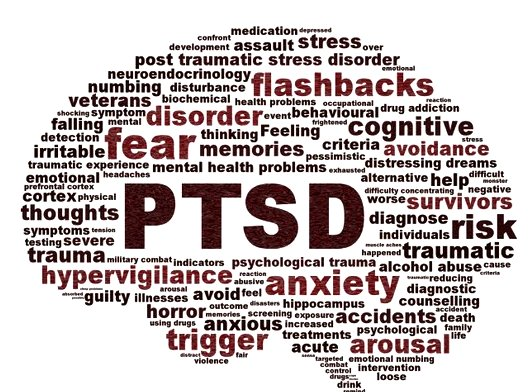 medication depressed
confront
development assault stress over
post traumatic stress disorder
neuroendocrinology emotional
numbing disturbance flashbacks
veterans biochemical health problems occupational reaction
shocking symptom disorder event behavioural drug addiction
falling mental thinking Feeling frightened cognitive
detection fear memories criteria stress
irritable pessimistic avoidance
traumatic experience mental health problems exhausted distressing dreams
emotional headaches alternative help difficult
prefrontal cortex monster
cortex physical PTSD difficulty concentrating negative
thoughts worse survivors
symptoms tension diagnose risk
testing severe individuals
muscle aches
trauma military combat indicators psychological trauma happened traumatic
hypervigilance reaction anxiety alcohol abuse cause
abusive traumatic reducing criteria
absorbed guilty arousal illnesses avoid feel diagnostic
outcome disasters hippocampus counselling
horror memories screening exposure accidents accident death
using drugs anxious increased psychological family
trigger treatments arousal life
distract fair acute
violence targeted emotional numbing
combat intervention
control
drugs loose
drink
remind